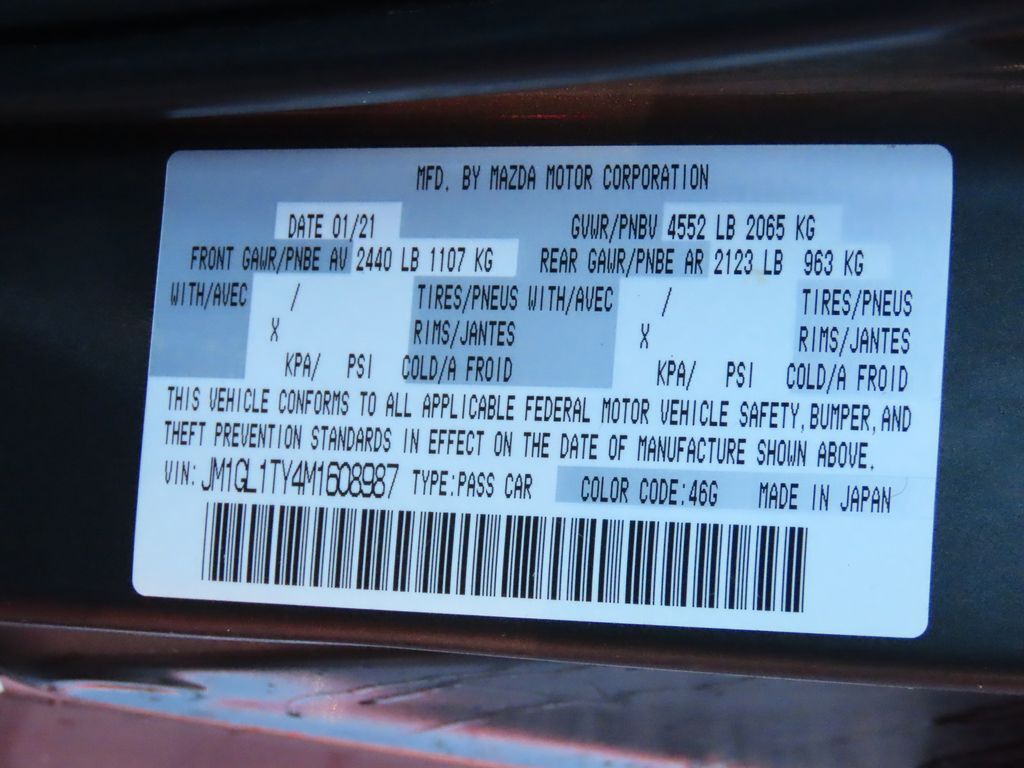 MFD. BY MAZDA MOTOR CORPORATION
DATE 01/21 GVWR/PNBV 4552 LB 2065 KG
FRONT GAWR/PNBE AV 2440 LB 1107 KG REAR GAWR/PNBE AR 2123 LB 963 KG
WITH/AVEC / TIRES/PNEUS WITH/AVEC / TIRES/PNEUS
X RIMS/JANTES X RIMS/JANTES
KPA/ PSI COLD/A FROID KPA/ PSI COLD/A FROID
THIS VEHICLE CONFORMS TO ALL APPLICABLE FEDERAL MOTOR VEHICLE SAFETY, BUMPER, AND
THEFT PREVENTION STANDARDS IN EFFECT ON THE DATE OF MANUFACTURE SHOWN ABOVE.
VIN: JM1GL1TY4M1608987 TYPE:PASS CAR COLOR CODE:46G MADE IN JAPAN